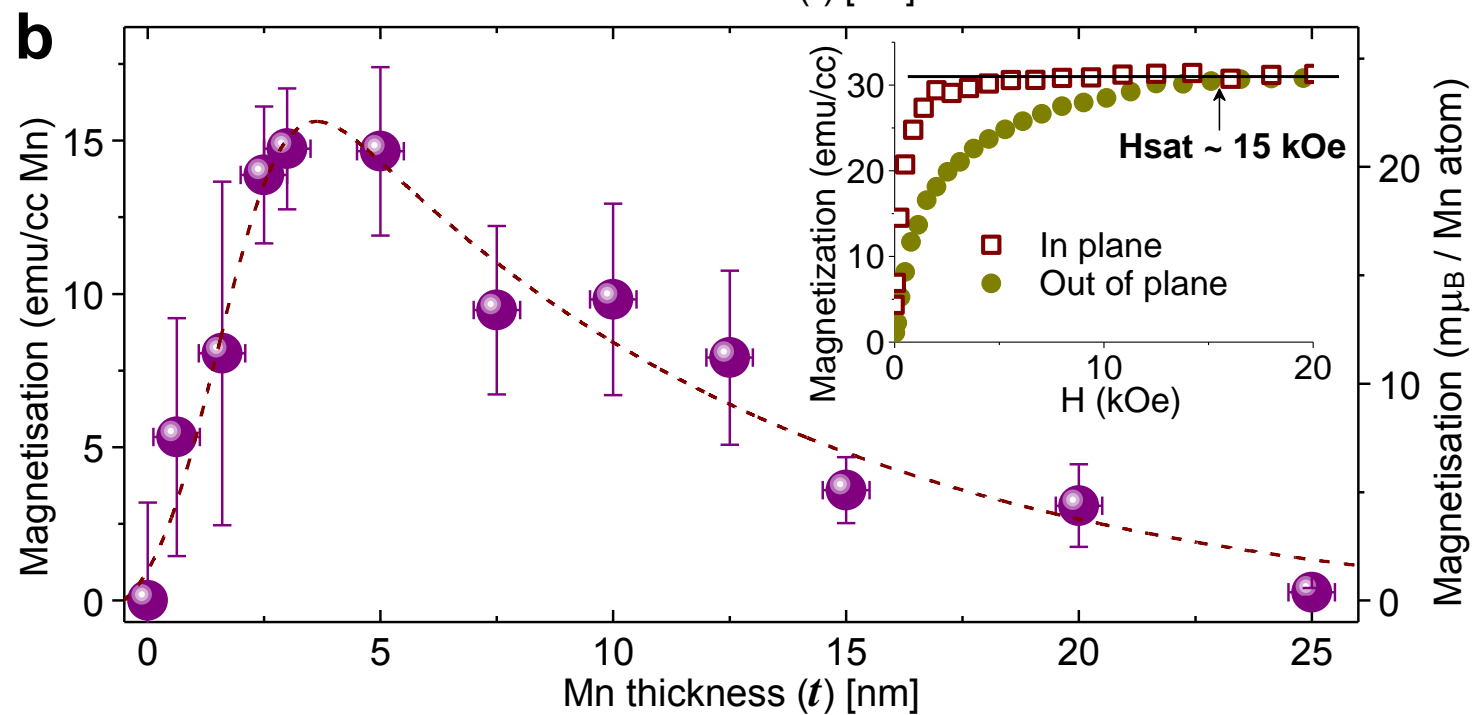 b
Magnetisation (emu/cc Mn)
15
10
5
0
0
5
10
15
20
25
Mn thickness (t) [nm]
20
10
0
Magnetisation (mμB / Mn atom)
Magnetization (emu/cc)
30
20
10
0
0
10
20
H (kOe)
Hsat ~ 15 kOe
In plane
Out of plane